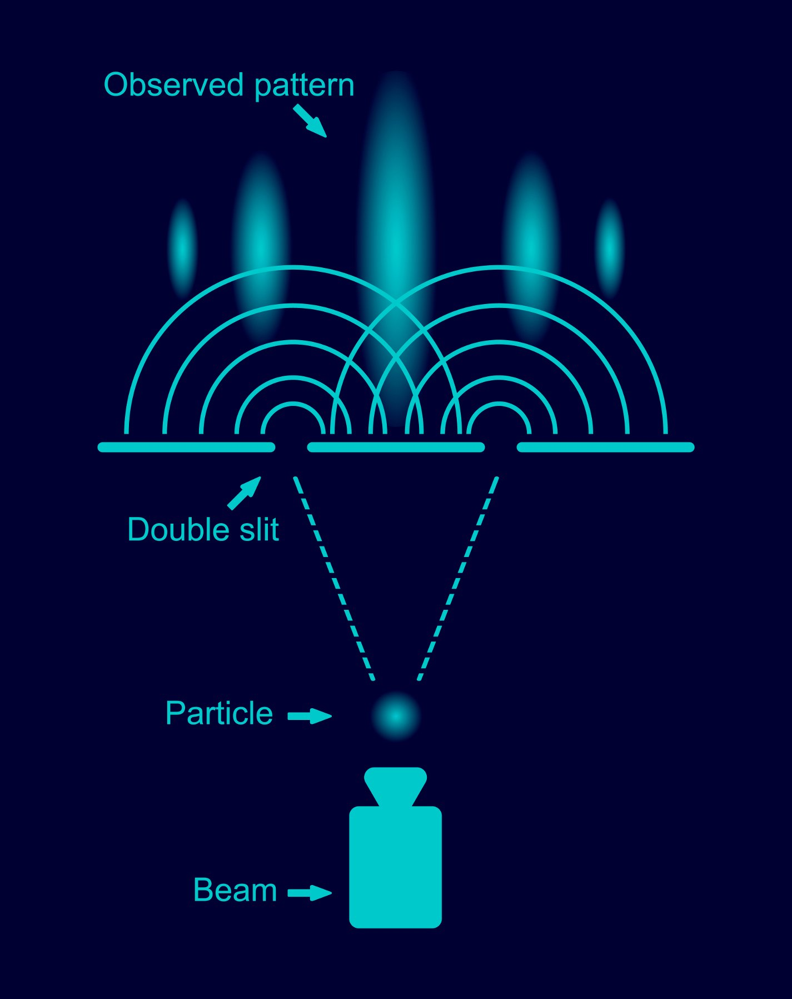 Observed pattern
Double slit
Particle
Beam